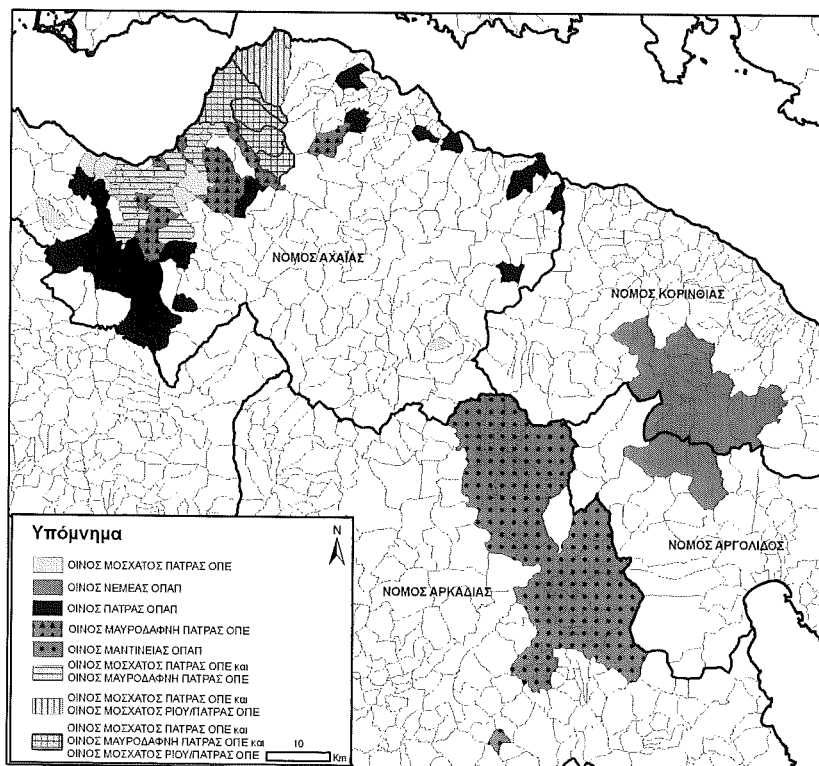 ΝΟΜΟΣ ΑΧΑΪΑΣ
ΝΟΜΟΣ ΚΟΡΙΝΘΙΑΣ
ΝΟΜΟΣ ΑΡΓΟΛΙΔΟΣ
ΝΟΜΟΣ ΑΡΚΑΔΙΑΣ
Υπόμνημα
N
ΟΙΝΟΣ ΜΟΣΧΑΤΟΣ ΠΑΤΡΑΣ ΟΠΕ
ΟΙΝΟΣ ΝΕΜΕΑΣ ΟΠΑΠ
ΟΙΝΟΣ ΠΑΤΡΑΣ ΟΠΑΠ
ΟΙΝΟΣ ΜΑΥΡΟΔΑΦΝΗ ΠΑΤΡΑΣ ΟΠΕ
ΟΙΝΟΣ ΜΑΝΤΙΝΕΙΑΣ ΟΠΑΠ
ΟΙΝΟΣ ΜΟΣΧΑΤΟΣ ΠΑΤΡΑΣ ΟΠΕ και
ΟΙΝΟΣ ΜΑΥΡΟΔΑΦΝΗ ΠΑΤΡΑΣ ΟΠΕ
ΟΙΝΟΣ ΜΟΣΧΑΤΟΣ ΠΑΤΡΑΣ ΟΠΕ και
ΟΙΝΟΣ ΜΟΣΧΑΤΟΣ ΡΙΟΥ/ΠΑΤΡΑΣ ΟΠΕ
ΟΙΝΟΣ ΜΟΣΧΑΤΟΣ ΠΑΤΡΑΣ ΟΠΕ και
ΟΙΝΟΣ ΜΑΥΡΟΔΑΦΝΗ ΠΑΤΡΑΣ ΟΠΕ και
ΟΙΝΟΣ ΜΟΣΧΑΤΟΣ ΡΙΟΥ/ΠΑΤΡΑΣ ΟΠΕ
10
Km